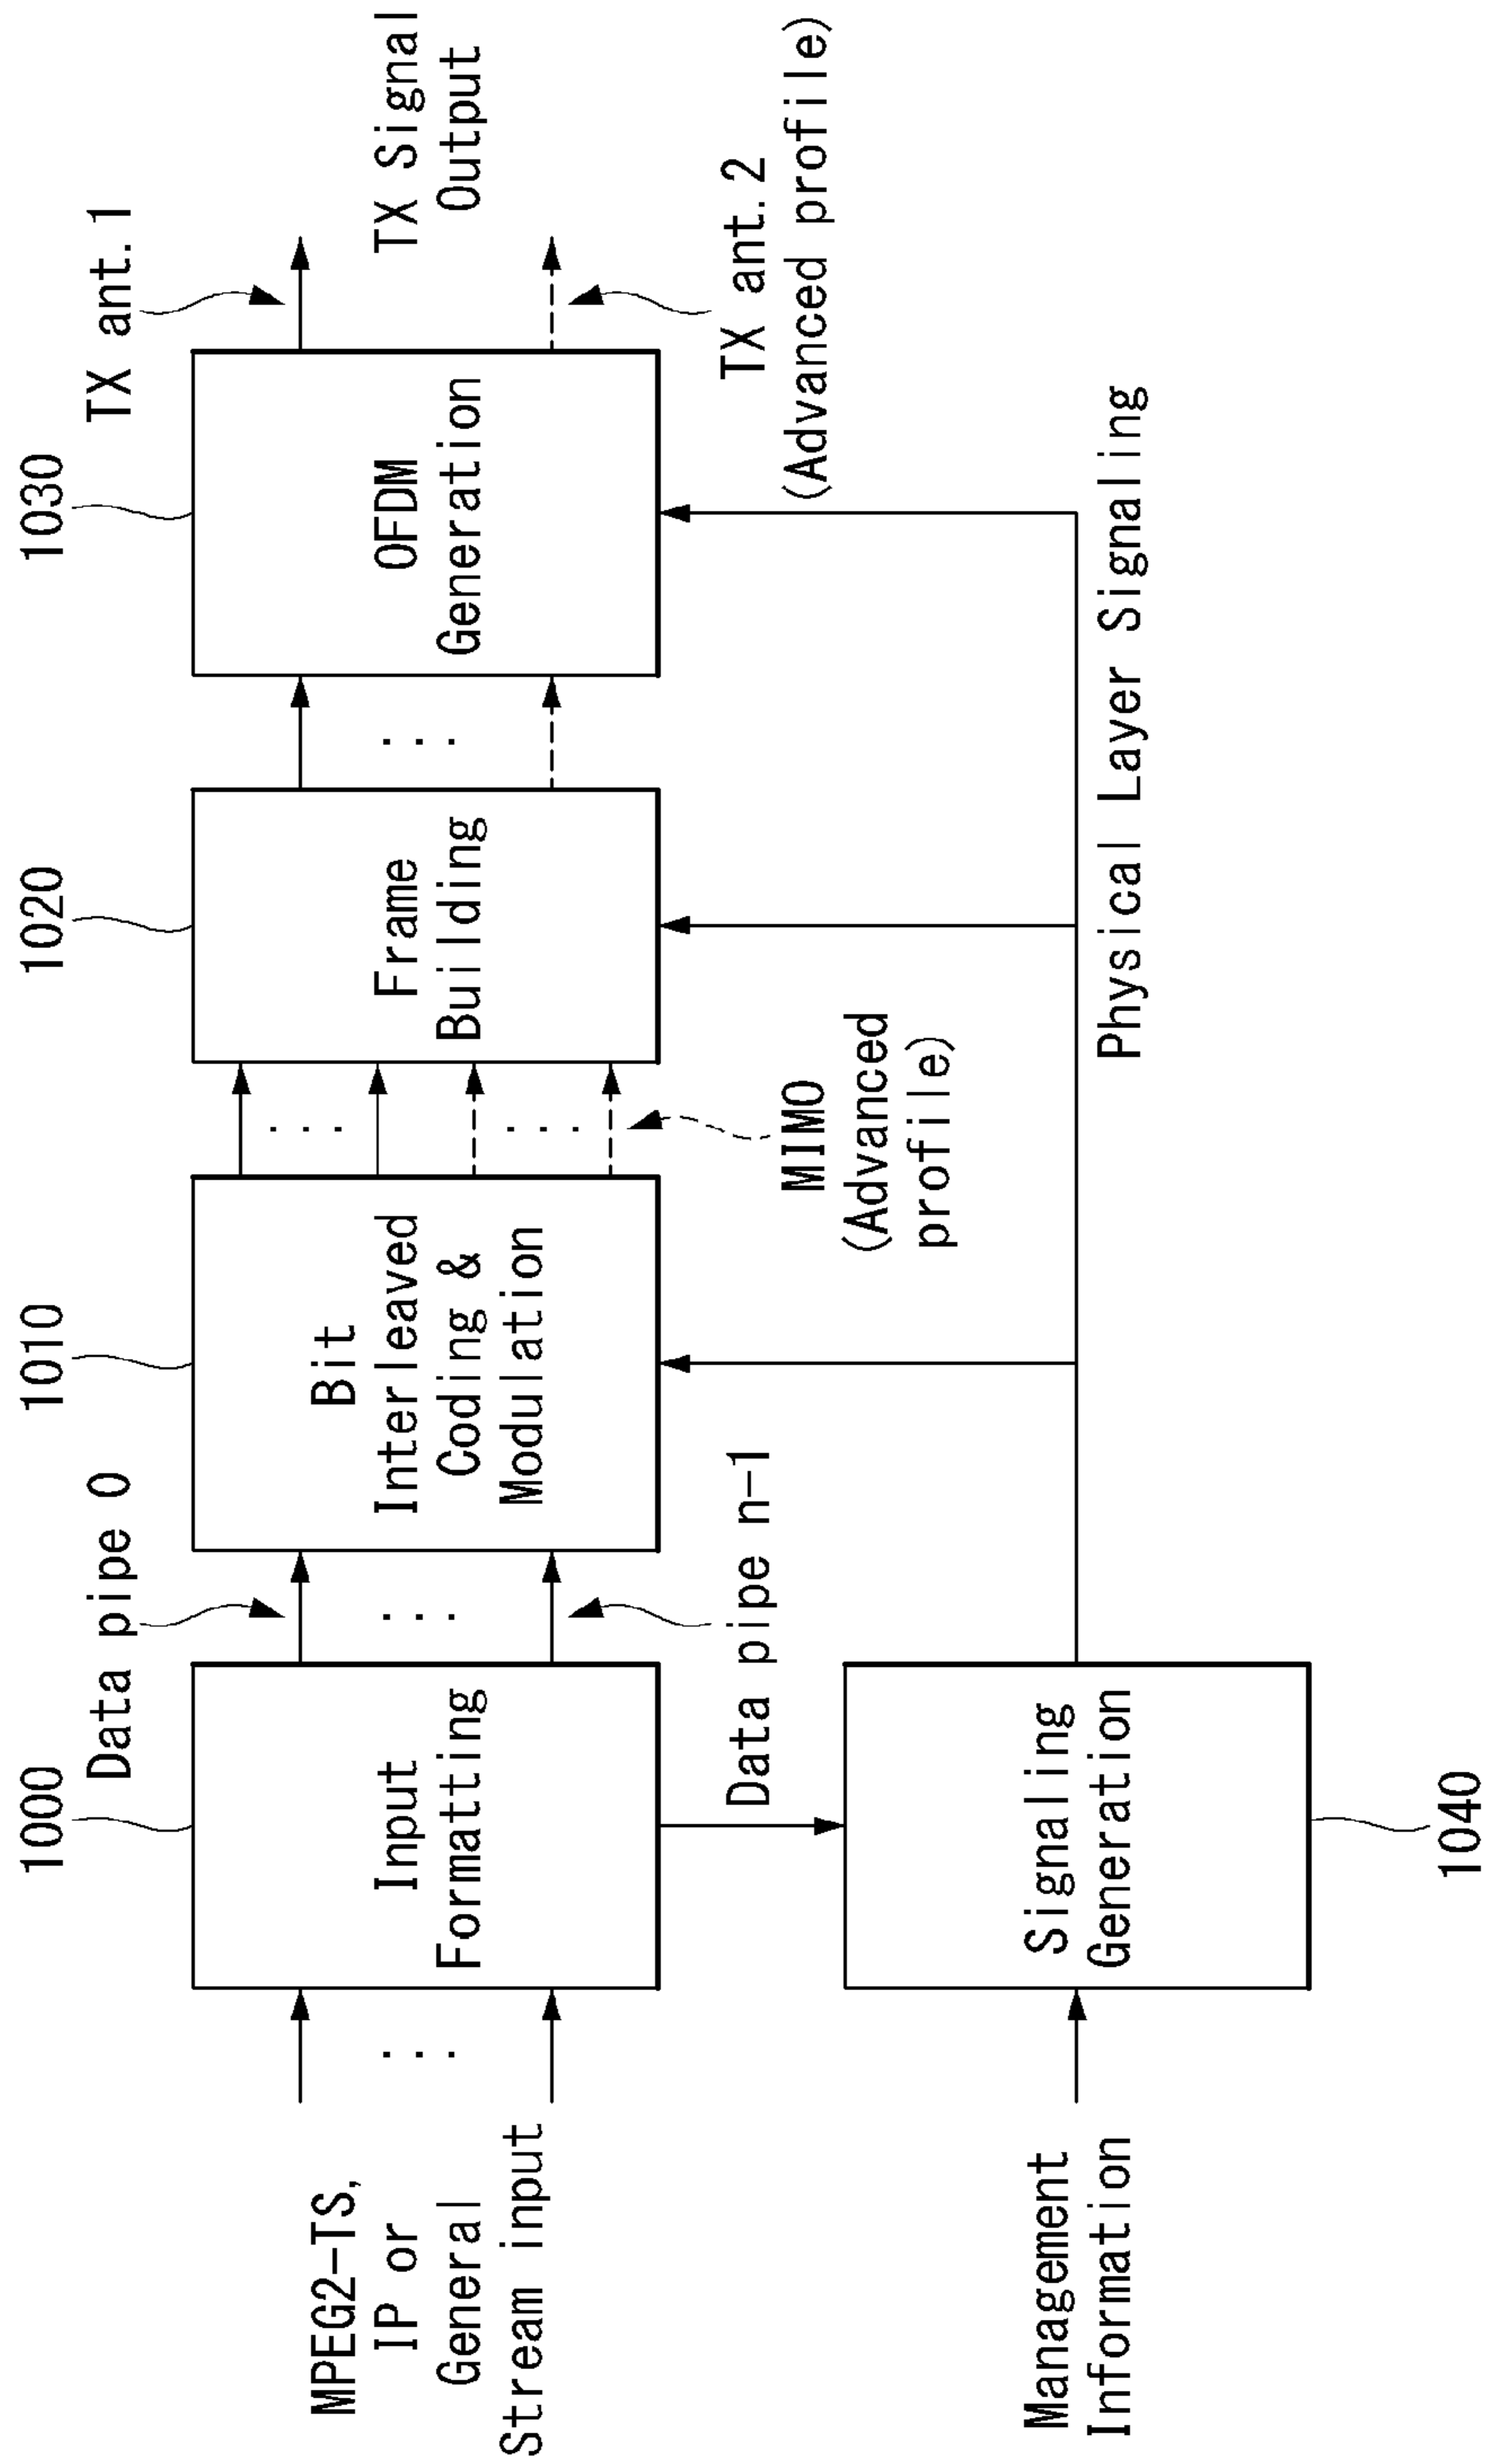 1000
1010
1020
1030
Data pipe 0
TX ant.1
MPEG2-TS,
IP or
General
Stream input
Input
Formatting
Bit
Interleaved
Coding &
Modulation
Frame
Building
OFDM
Generation
TX Signal
Output
Data pipe n-1
MIMO
(Advanced
profile)
TX ant.2
(Advanced profile)
Management
Information
Signaling
Generation
Physical Layer Signaling
1040